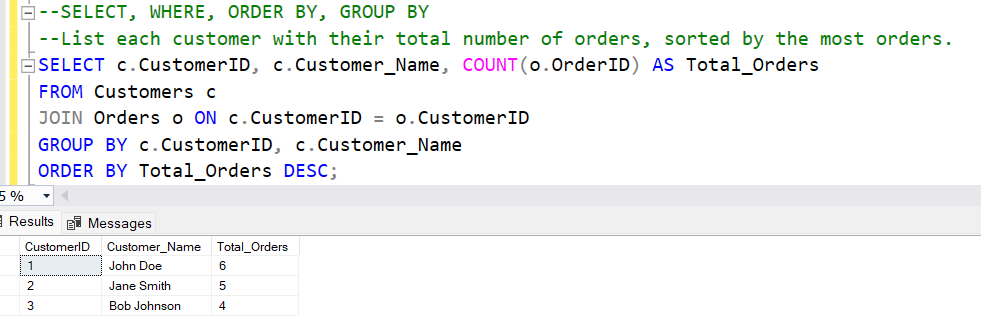 --SELECT, WHERE, ORDER BY, GROUP BY
--List each customer with their total number of orders, sorted by the most orders.
SELECT c.CustomerID, c.Customer_Name, COUNT(o.OrderID) AS Total_Orders
FROM Customers c
JOIN Orders o ON c.CustomerID = o.CustomerID
GROUP BY c.CustomerID, c.Customer_Name
ORDER BY Total_Orders DESC;
5 %
Results Messages
CustomerID Customer_Name Total_Orders
1 John Doe 6
2 Jane Smith 5
3 Bob Johnson 4